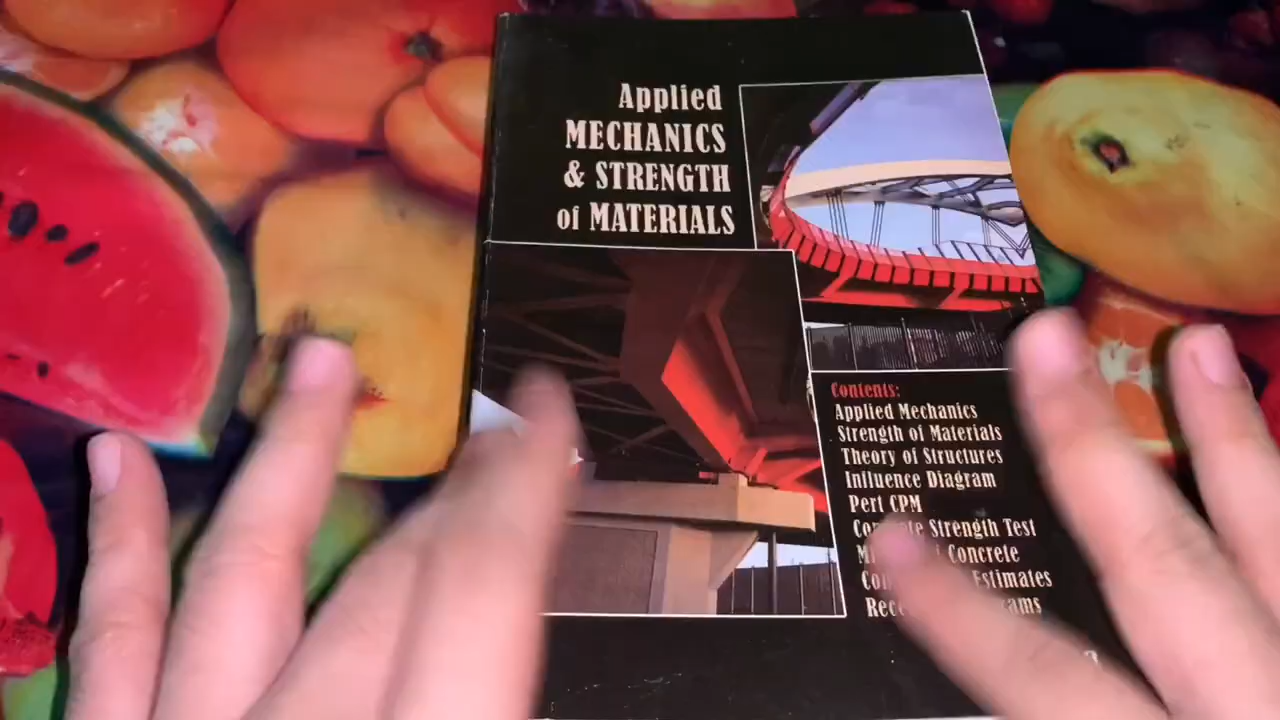 Applied
MECHANICS
& STRENGTH
of MATERIALS
Contents:
Applied Mechanics
Strength of Materials
Theory of Structures
Influence Diagram
Pert CPM
Strength Test
Concrete
Estimates